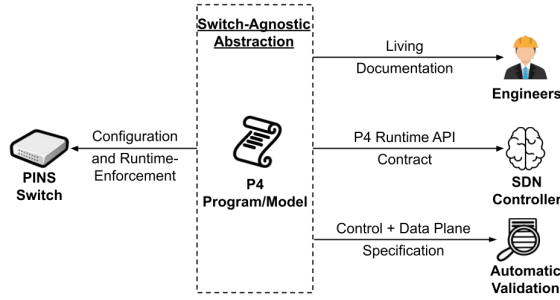 Switch-Agnostic
Abstraction
Living
Documentation
Engineers
Configuration
and Runtime-
Enforcement
PINS
Switch
P4
Program/Model
P4 Runtime API
Contract
SDN
Controller
Control + Data Plane
Specification
Automatic
Validation